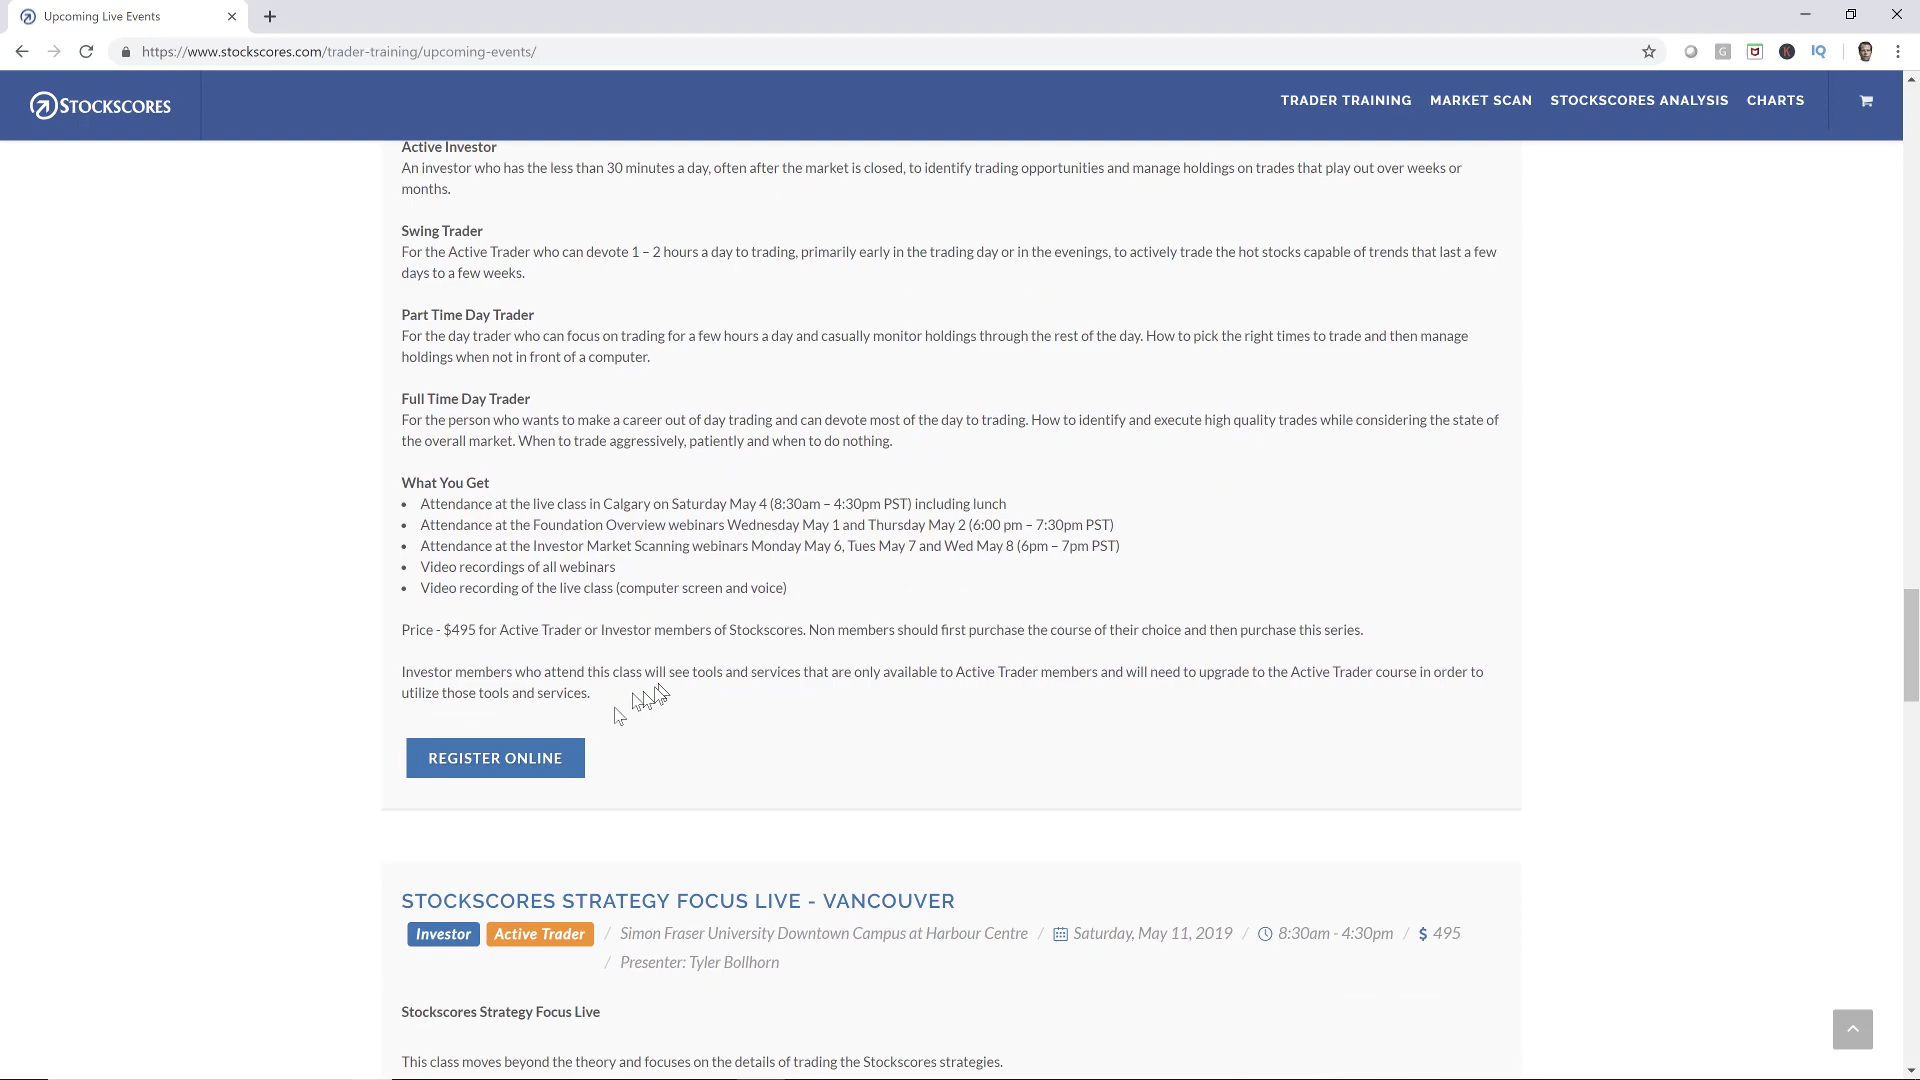 Upcoming Live Events
https://www.stockscores.com/trader-training/upcoming-events/
G
K
IQ
STOCKSCORES
TRADER TRAINING
MARKET SCAN
STOCKSCORES ANALYSIS
CHARTS
Active Investor
An investor who has the less than 30 minutes a day, often after the market is closed, to identify trading opportunities and manage holdings on trades that play out over weeks or
months.
Swing Trader
For the Active Trader who can devote 1 – 2 hours a day to trading, primarily early in the trading day or in the evenings, to actively trade the hot stocks capable of trends that last a few
days to a few weeks.
Part Time Day Trader
For the day trader who can focus on trading for a few hours a day and casually monitor holdings through the rest of the day. How to pick the right times to trade and then manage
holdings when not in front of a computer.
Full Time Day Trader
For the person who wants to make a career out of day trading and can devote most of the day to trading. How to identify and execute high quality trades while considering the state of
the overall market. When to trade aggressively, patiently and when to do nothing.
What You Get
• Attendance at the live class in Calgary on Saturday May 4 (8:30am – 4:30pm PST) including lunch
• Attendance at the Foundation Overview webinars Wednesday May 1 and Thursday May 2 (6:00 pm – 7:30pm PST)
• Attendance at the Investor Market Scanning webinars Monday May 6, Tues May 7 and Wed May 8 (6pm – 7pm PST)
• Video recordings of all webinars
• Video recording of the live class (computer screen and voice)
Price - $495 for Active Trader or Investor members of Stockscores. Non members should first purchase the course of their choice and then purchase this series.
Investor members who attend this class will see tools and services that are only available to Active Trader members and will need to upgrade to the Active Trader course in order to
utilize those tools and services.
REGISTER ONLINE
STOCKSCORES STRATEGY FOCUS LIVE - VANCOUVER
Investor Active Trader / Simon Fraser University Downtown Campus at Harbour Centre / Saturday, May 11, 2019 / 8:30am - 4:30pm / $ 495
/ Presenter: Tyler Bollhorn
Stockscores Strategy Focus Live
This class moves beyond the theory and focuses on the details of trading the Stockscores strategies.